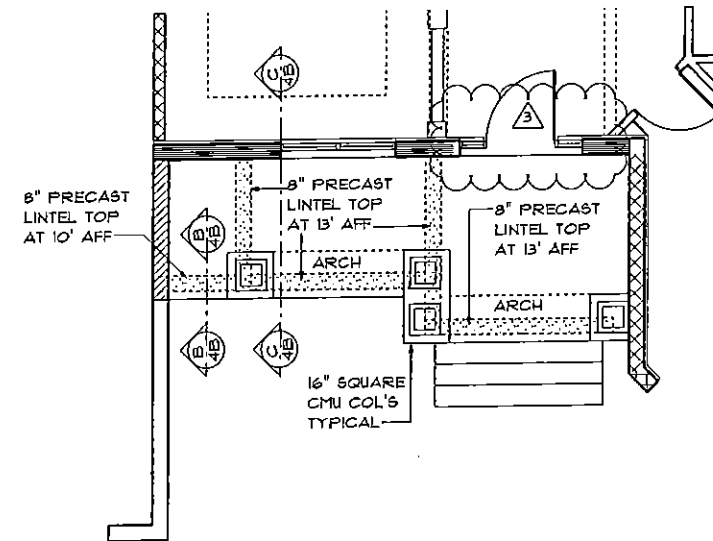 C
4B
3
8" PRECAST
LINTEL TOP
AT 10' AFF
8" PRECAST
LINTEL TOP
AT 13' AFF
8" PRECAST
LINTEL TOP
AT 13' AFF
B
4B
ARCH
ARCH
B
4B
C
4B
16" SQUARE
CMU COL'S
TYPICAL